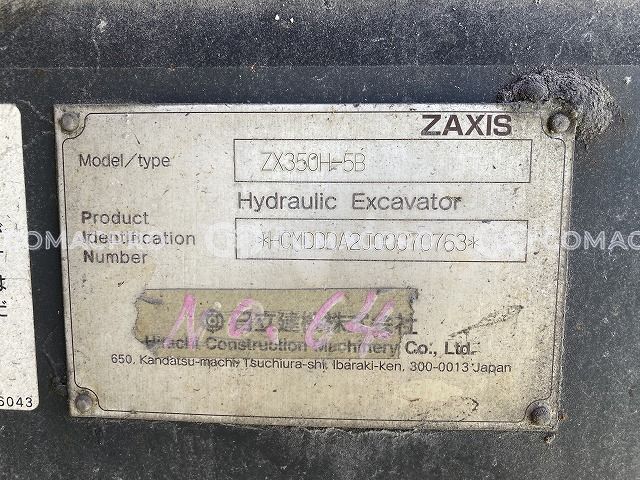 ZAXIS
Model/type ZX350H-5B
Hydraulic Excavator
Product Identification Number *HCMDDDA2J00070763*
日立建機株式会社
No. 64
Hitachi Construction Machinery Co., Ltd.
650, Kandatsu-machi, Tsuchiura-shi, Ibaraki-ken, 300-0013 Japan
6043